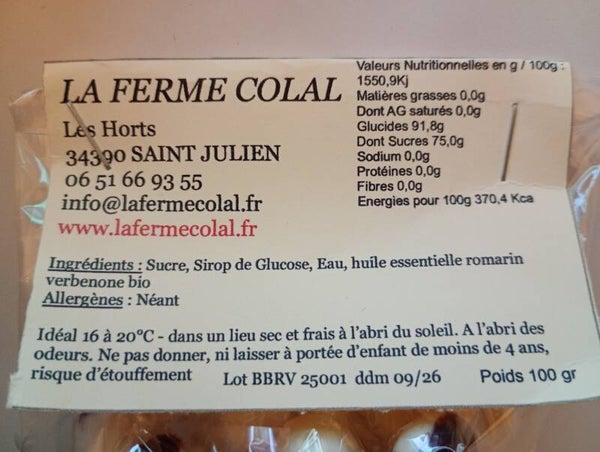 LA FERME COLAL
Les Horts
34390 SAINT JULIEN
06 51 66 93 55
info@lafermecolal.fr
www.lafermecolal.fr
Valeurs Nutritionnelles en g / 100g :
1550,9Kj
Matières grasses 0,0g
Dont AG saturés 0,0g
Glucides 91,8g
Dont Sucres 75,0g
Sodium 0,0g
Protéines 0,0g
Fibres 0,0g
Energies pour 100g 370,4 Kca
Ingrédients : Sucre, Sirop de Glucose, Eau, huile essentielle romarin
verbenone bio
Allergènes : Néant
Idéal 16 à 20°C - dans un lieu sec et frais à l'abri du soleil. A l'abri des
odeurs. Ne pas donner, ni laisser à portée d'enfant de moins de 4 ans,
risque d'étouffement Lot BBRV 25001 ddm 09/26 Poids 100 gr